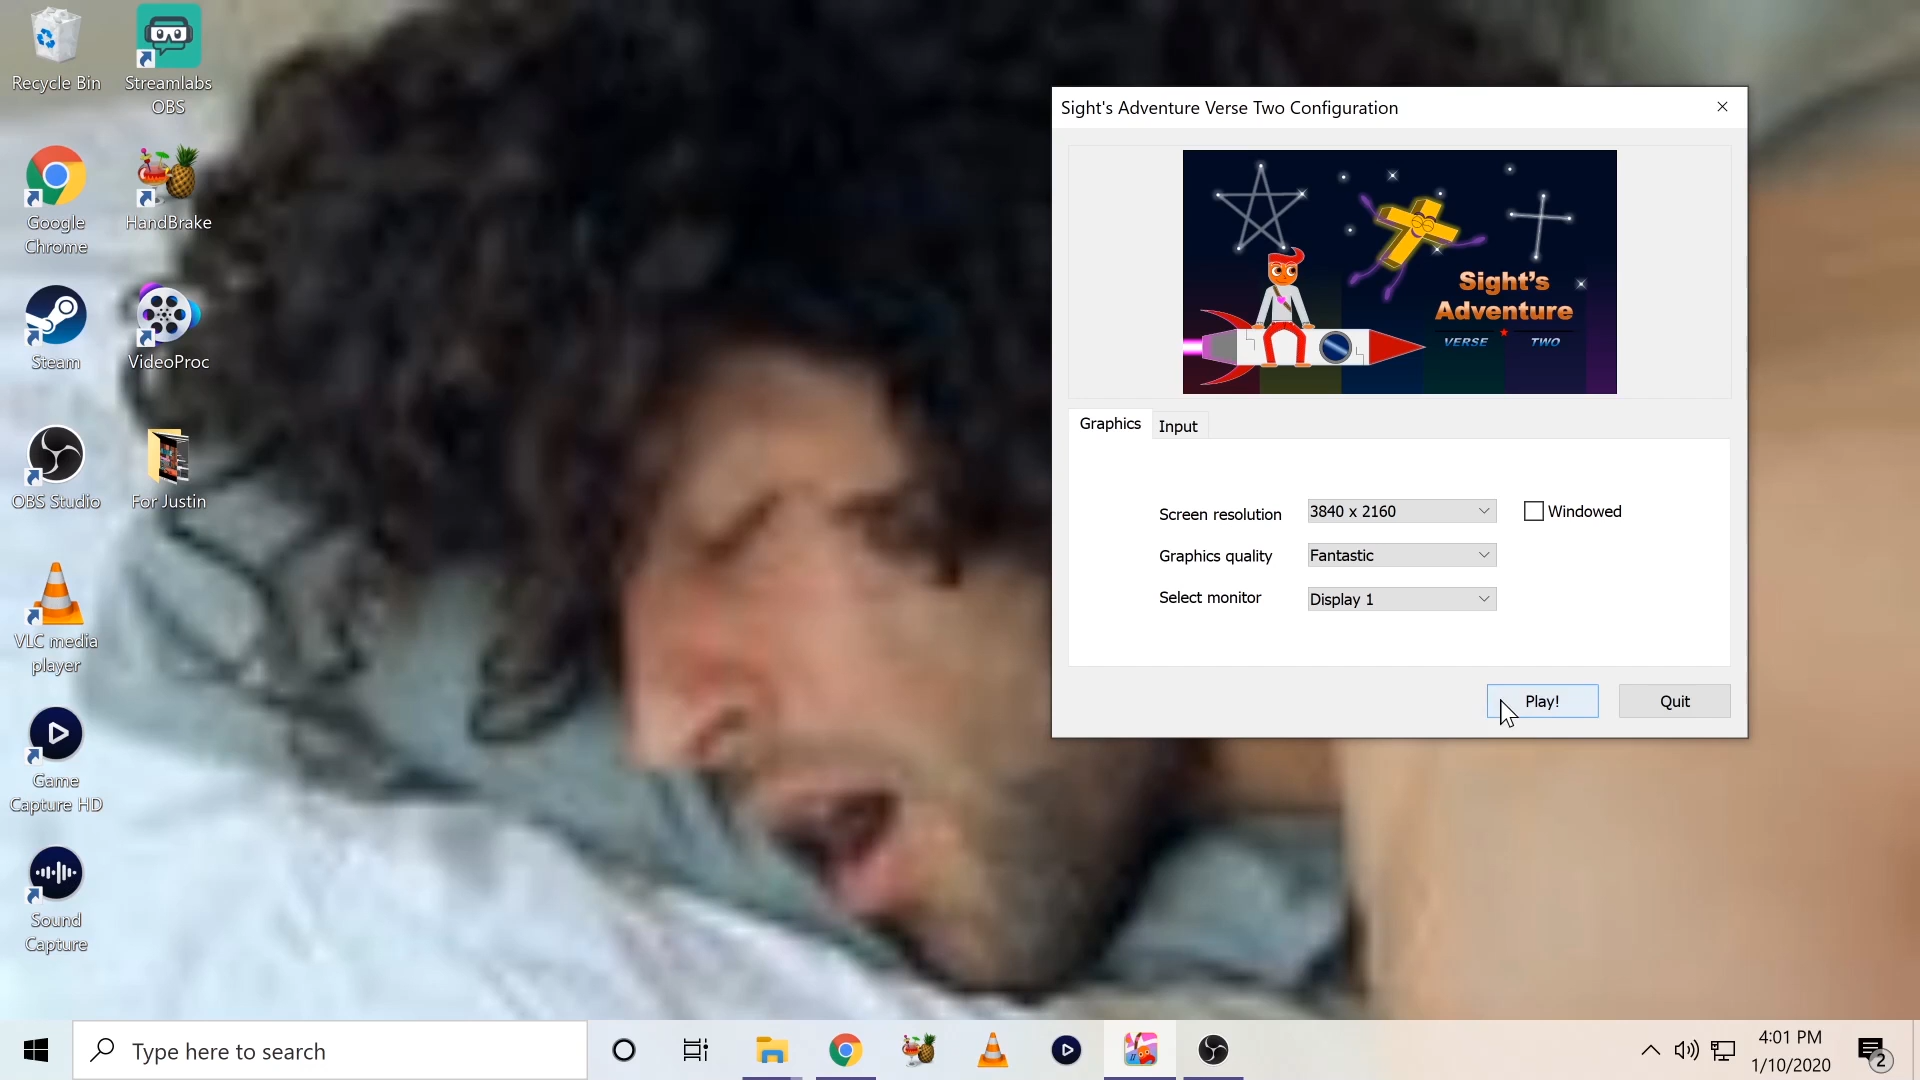 Recycle Bin
Streamlabs
OBS
Google
Chrome
HandBrake
Steam
VideoProc
OBS Studio
For Justin
VLC media
player
Game
Capture HD
Sound
Capture
Sight's Adventure Verse Two Configuration
Sight's
Adventure
VERSE TWO
Graphics
Input
Screen resolution
3840 x 2160
Windowed
Graphics quality
Fantastic
Select monitor
Display 1
Play!
Quit
Type here to search
4:01 PM
1/10/2020
2